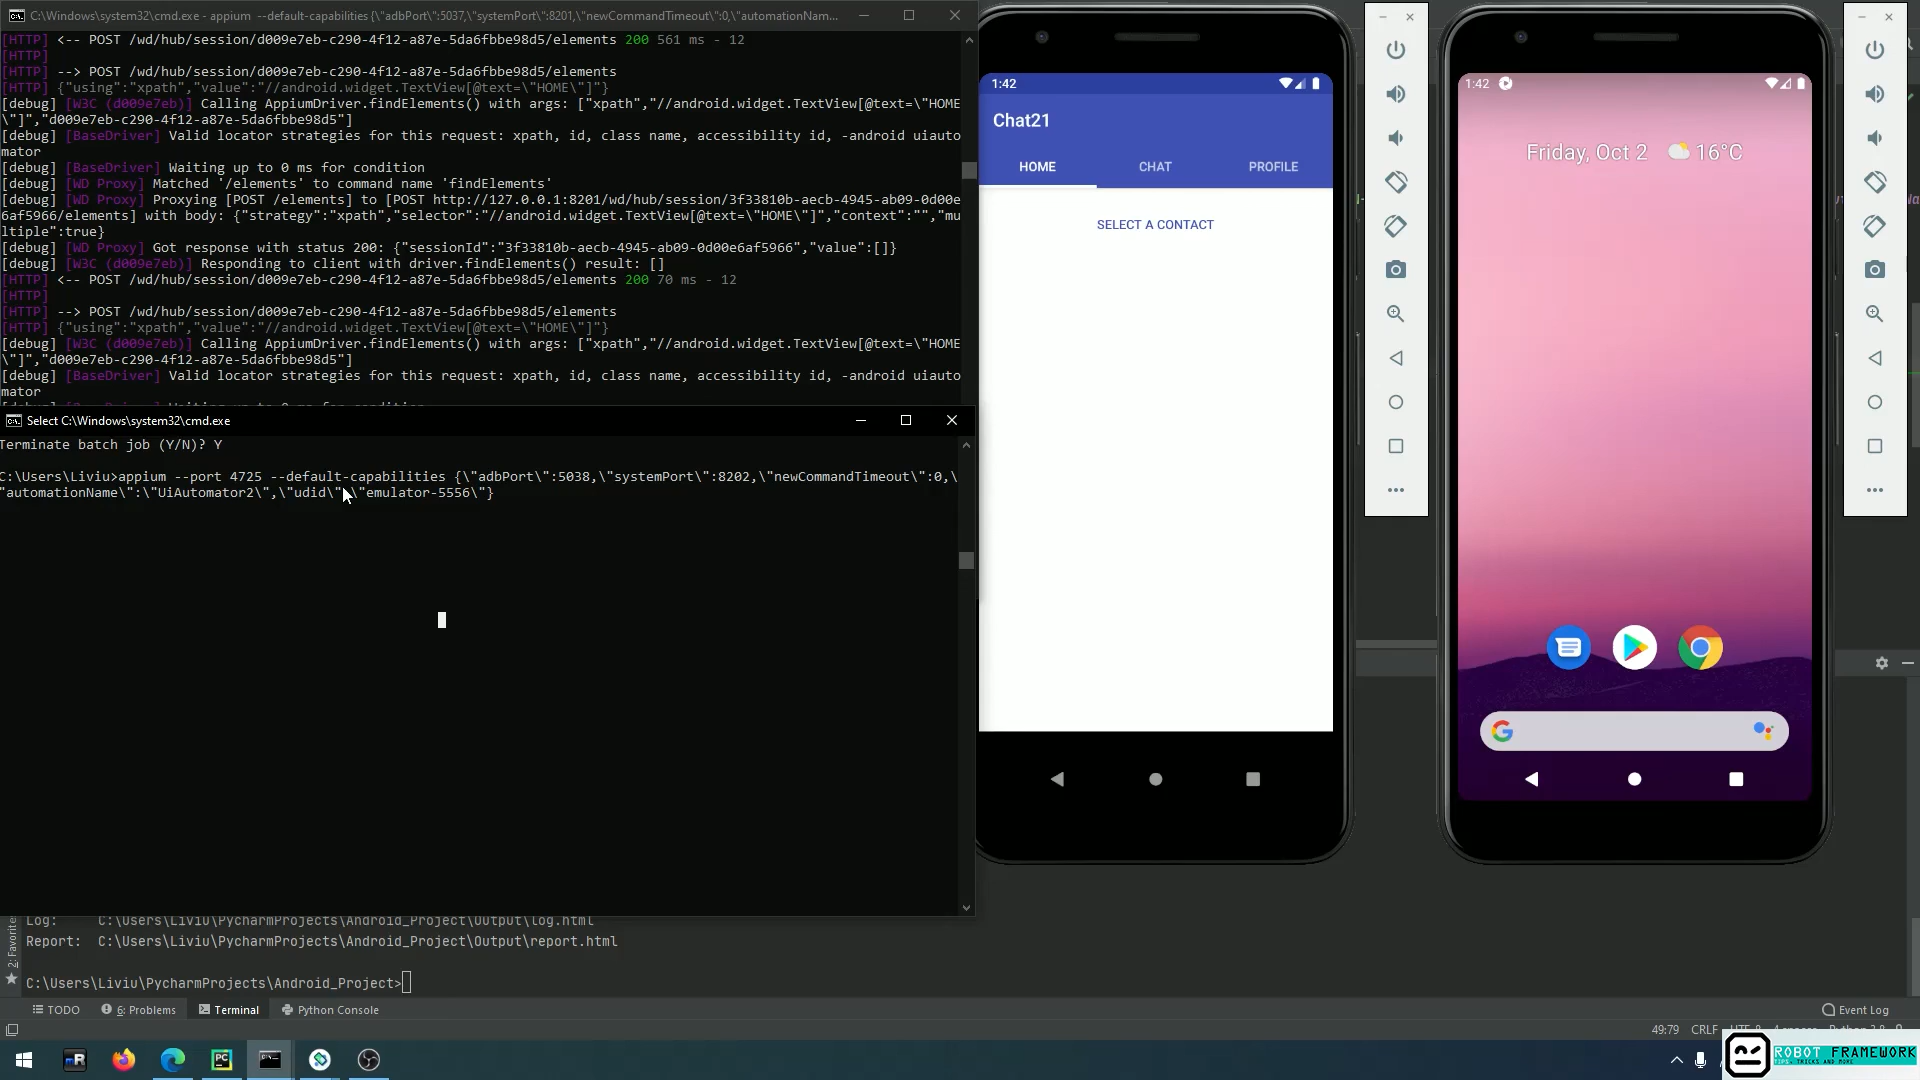 C:\Windows\system32\cmd.exe - appium --default-capabilities {\"adbPort\":5037,\"systemPort\":8201,\"newCommandTimeout\":0,\"automationNam...
[HTTP] <-- POST /wd/hub/session/d009e7eb-c290-4f12-a87e-5da6fbbe98d5/elements 200 561 ms - 12
[HTTP]
[HTTP] --> POST /wd/hub/session/d009e7eb-c290-4f12-a87e-5da6fbbe98d5/elements
[HTTP] {"using":"xpath","value":"//android.widget.TextView[@text=\"HOME\"]"}
[debug] [W3C (d009e7eb)] Calling AppiumDriver.findElements() with args: ["xpath","//android.widget.TextView[@text=\"HOME
\"]","d009e7eb-c290-4f12-a87e-5da6fbbe98d5"]
[debug] [BaseDriver] Valid locator strategies for this request: xpath, id, class name, accessibility id, -android uiauto
mator
[debug] [BaseDriver] Waiting up to 0 ms for condition
[debug] [WD Proxy] Matched '/elements' to command name 'findElements'
[debug] [WD Proxy] Proxying [POST /elements] to [POST http://127.0.0.1:8201/wd/hub/session/3f33810b-aecb-4945-ab09-0d00e
6af5966/elements] with body: {"strategy":"xpath","selector":"//android.widget.TextView[@text=\"HOME\"]","context":"","mu
ltiple":true}
[debug] [WD Proxy] Got response with status 200: {"sessionId":"3f33810b-aecb-4945-ab09-0d00e6af5966","value":[]}
[debug] [W3C (d009e7eb)] Responding to client with driver.findElements() result: []
[HTTP] <-- POST /wd/hub/session/d009e7eb-c290-4f12-a87e-5da6fbbe98d5/elements 200 70 ms - 12
[HTTP]
[HTTP] --> POST /wd/hub/session/d009e7eb-c290-4f12-a87e-5da6fbbe98d5/elements
[HTTP] {"using":"xpath","value":"//android.widget.TextView[@text=\"HOME\"]"}
[debug] [W3C (d009e7eb)] Calling AppiumDriver.findElements() with args: ["xpath","//android.widget.TextView[@text=\"HOME
\"]","d009e7eb-c290-4f12-a87e-5da6fbbe98d5"]
[debug] [BaseDriver] Valid locator strategies for this request: xpath, id, class name, accessibility id, -android uiauto
mator
Select C:\Windows\system32\cmd.exe
Terminate batch job (Y/N)? Y
C:\Users\Liviu>appium --port 4725 --default-capabilities {\"adbPort\":5038,\"systemPort\":8202,\"newCommandTimeout\":0,\
"automationName\":\"UiAutomator2\",\"udid\" \"emulator-5556\"}
1:42
Chat21
HOME CHAT PROFILE
SELECT A CONTACT
1:42
Friday, Oct 2 16°C
Log: C:\Users\Liviu\PycharmProjects\Android_Project\Output\log.html
Report: C:\Users\Liviu\PycharmProjects\Android_Project\Output\report.html
C:\Users\Liviu\PycharmProjects\Android_Project>
2: Favorites
TODO 6: Problems Terminal Python Console Event Log
49:79 CRLF
ROBOT FRAMEWORK
TIPS, TRICKS AND MORE